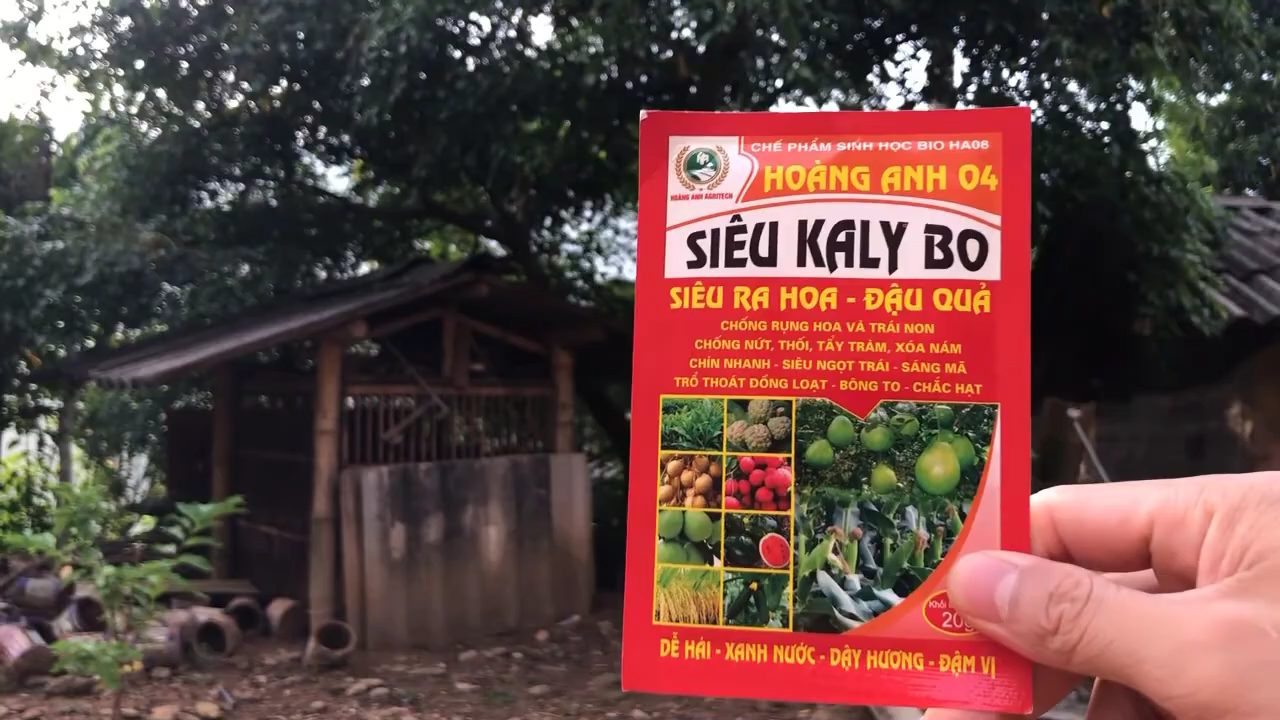 CHẾ PHẨM SINH HỌC BIO HA08
HOÀNG ANH AGRITECH
HOÀNG ANH 04
SIÊU KALY BO
SIÊU RA HOA - ĐẬU QUẢ
CHỐNG RỤNG HOA VÀ TRÁI NON
CHỐNG NỨT, THỐI, TẨY TRÀM, XÓA NÁM
CHÍN NHANH - SIÊU NGỌT TRÁI - SÁNG MÃ
TRỔ THOÁT ĐỒNG LOẠT - BÔNG TO - CHẮC HẠT
Khối
20g
DỄ HÁI - XANH NƯỚC - DẬY HƯƠNG - ĐẬM VỊ